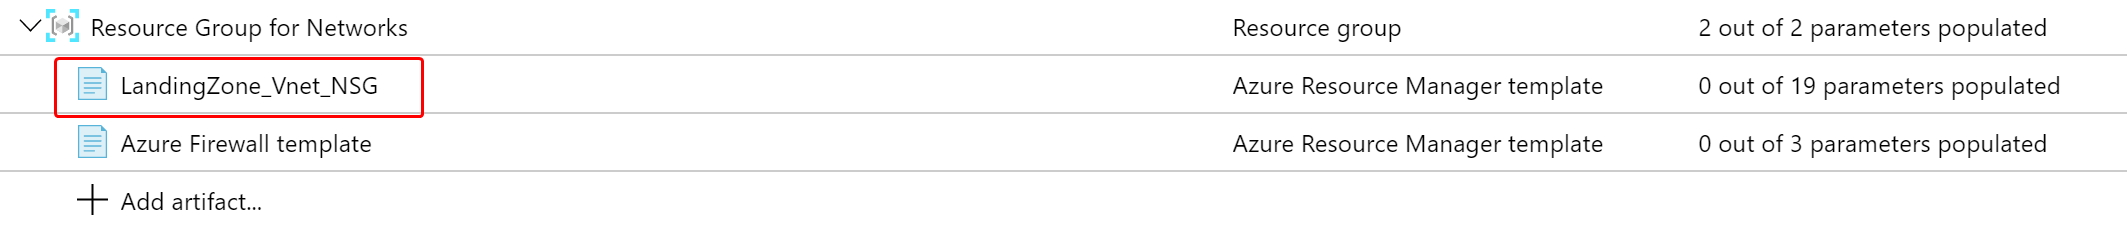 Resource Group for Networks Resource group 2 out of 2 parameters populated
LandingZone_Vnet_NSG Azure Resource Manager template 0 out of 19 parameters populated
Azure Firewall template Azure Resource Manager template 0 out of 3 parameters populated
Add artifact...